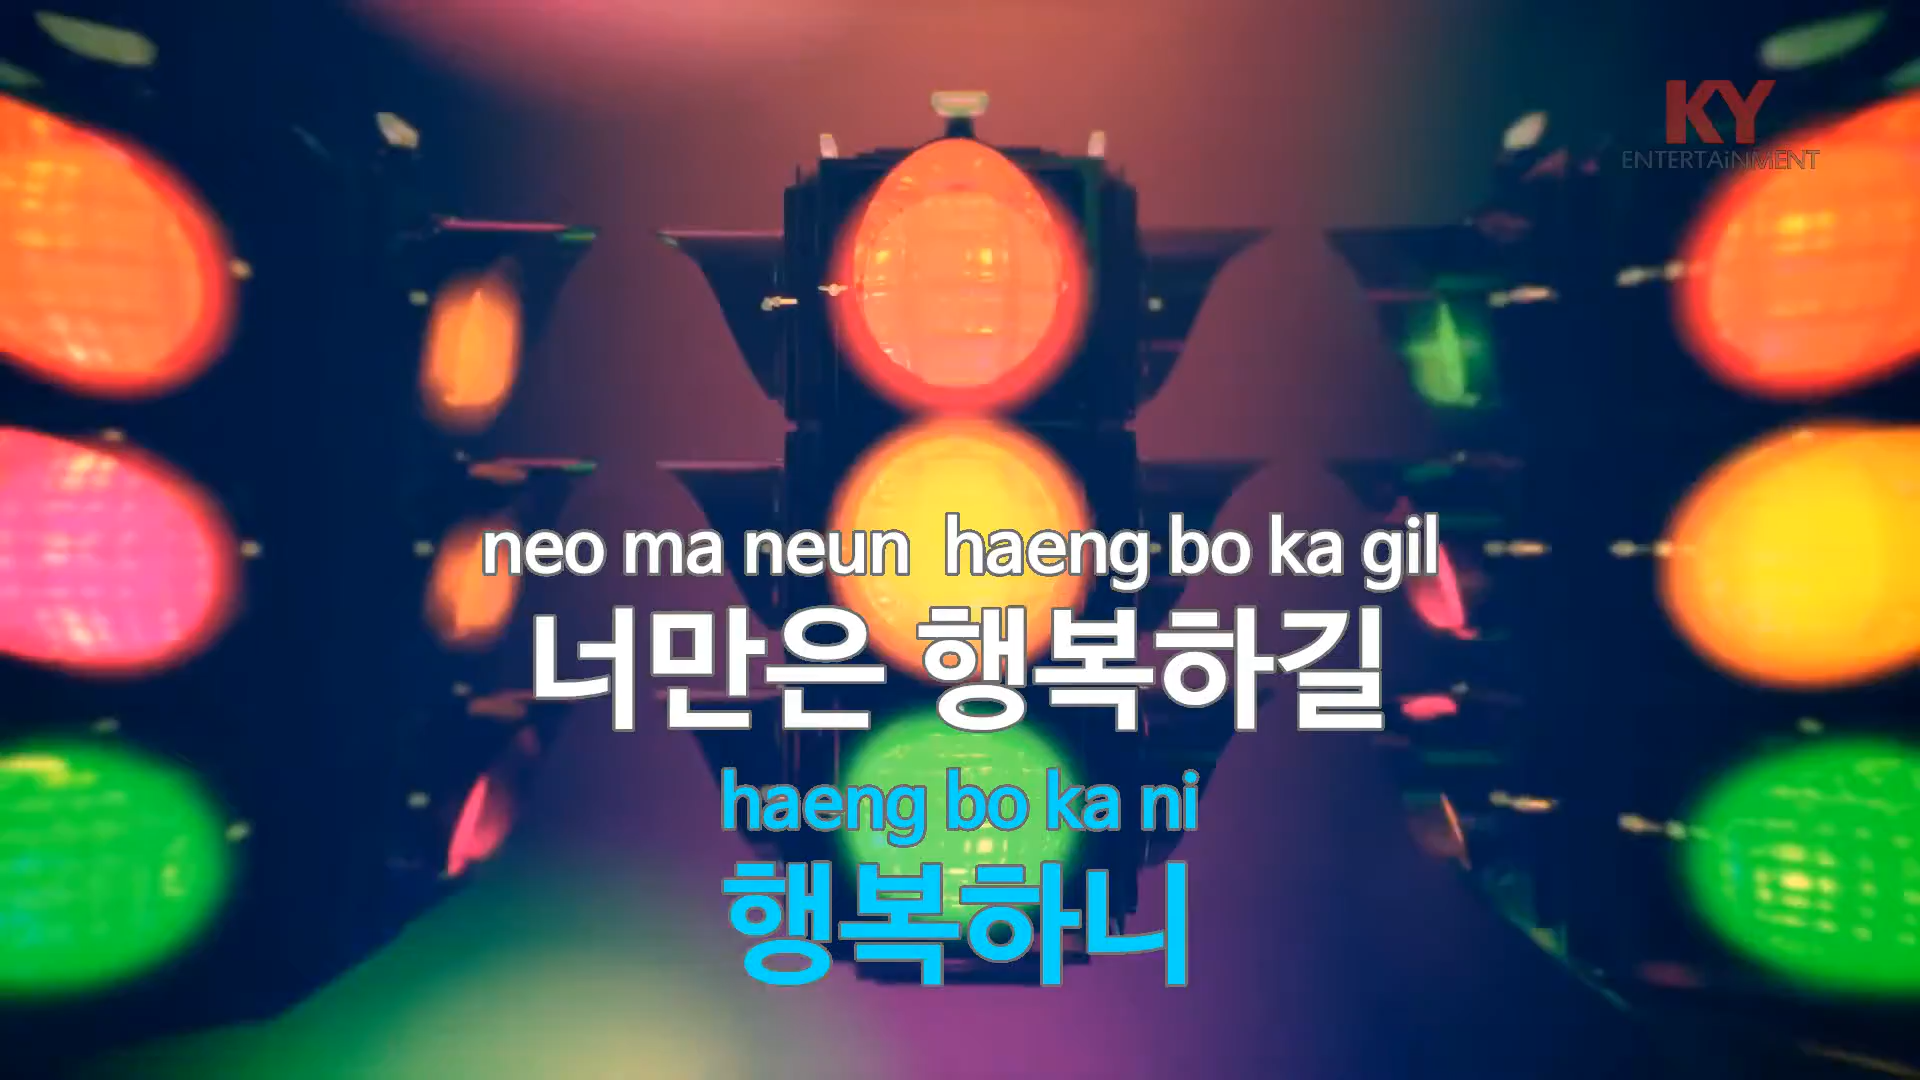 KY
ENTERTAiNMENT
neo ma neun haeng bo ka gil
너만은 행복하길
haeng bo ka ni
행복하니